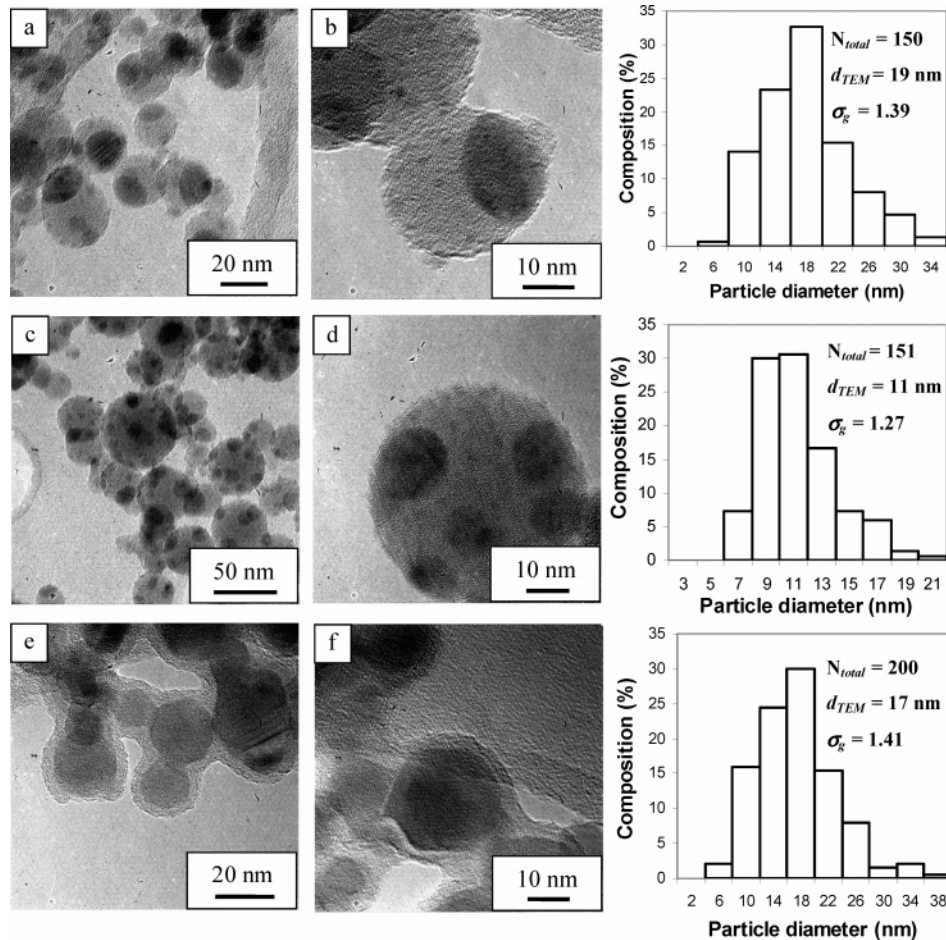 a
20 nm
b
10 nm
35
30
25
20
15
10
5
0
Composition (%)
N_total = 150
d_TEM = 19 nm
σ_g = 1.39
2 6 10 14 18 22 26 30 34
Particle diameter (nm)
c
50 nm
d
10 nm
35
30
25
20
15
10
5
0
Composition (%)
N_total = 151
d_TEM = 11 nm
σ_g = 1.27
3 5 7 9 11 13 15 17 19 21
Particle diameter (nm)
e
20 nm
f
10 nm
35
30
25
20
15
10
5
0
Composition (%)
N_total = 200
d_TEM = 17 nm
σ_g = 1.41
2 6 10 14 18 22 26 30 34 38
Particle diameter (nm)